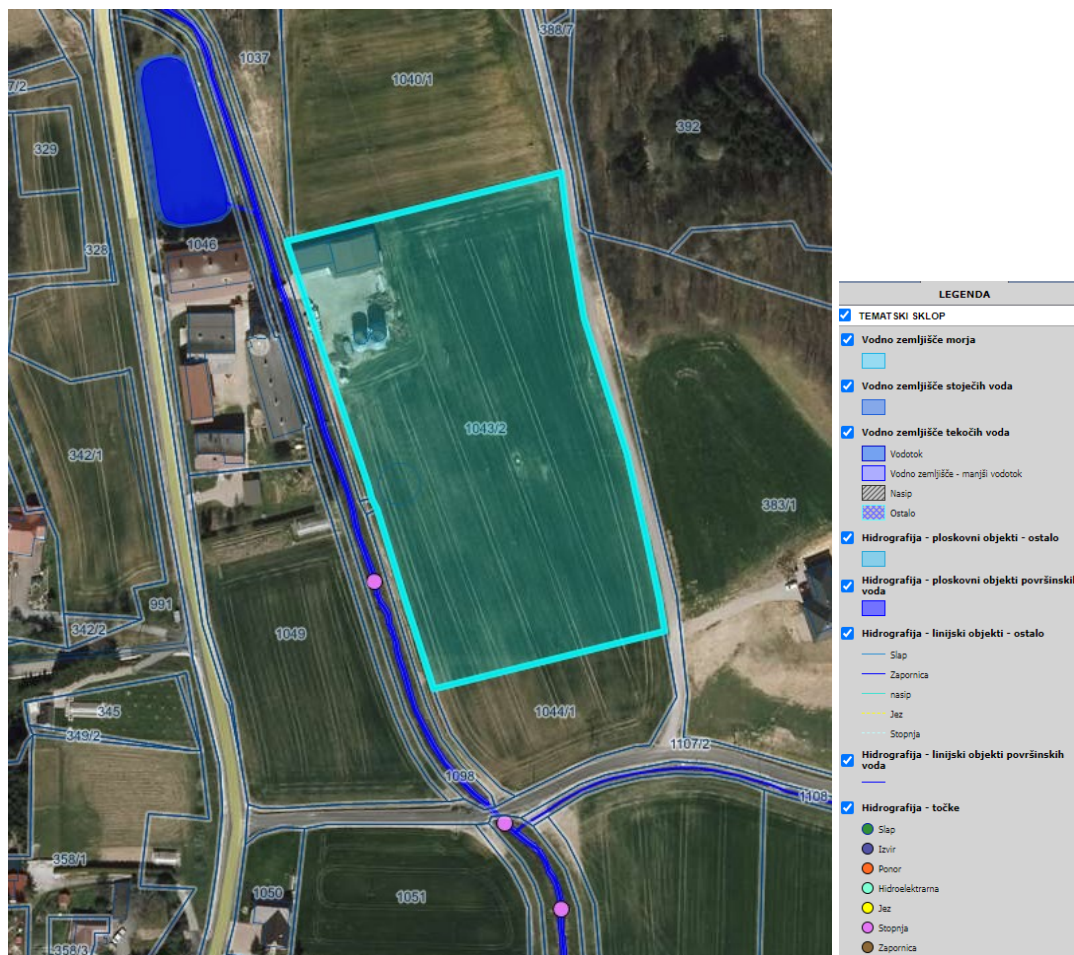 388/7
1037
1040/1
7/2
392
329
1046
328
1043/2
342/1
383/1
991
342/2
1049
345
1044/1
349/2
1107/2
1098
1108
358/1
1050
1051
358/3
LEGENDA
TEMATSKI SKLOP
Vodno zemljišče morja
Vodno zemljišče stoječih voda
Vodno zemljišče tekočih voda
Vodotok
Vodno zemljišče - manjši vodotok
Nasip
Ostalo
Hidrografija - ploskovni objekti - ostalo
Hidrografija - ploskovni objekti površinskil
voda
Hidrografija - linijski objekti - ostalo
Slap
Zapornica
nasip
Jez
Stopnja
Hidrografija - linijski objekti površinskih
voda
Hidrografija - točke
Slap
Izvir
Ponor
Hidroelektrarna
Jez
Stopnja
Zapornica